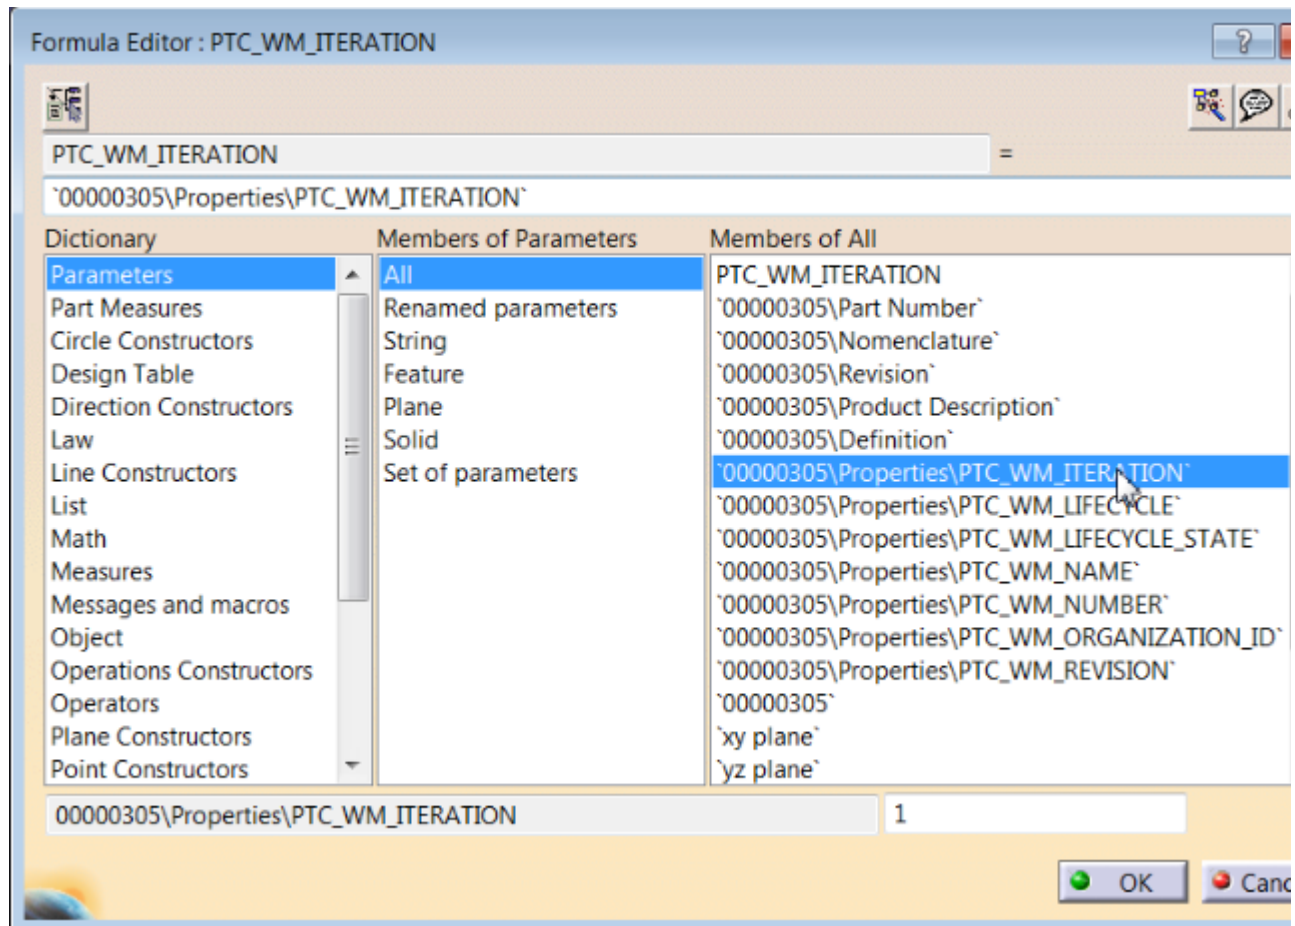 Formula Editor : PTC_WM_ITERATION
PTC_WM_ITERATION =
`00000305\Properties\PTC_WM_ITERATION`
Dictionary
Parameters
Part Measures
Circle Constructors
Design Table
Direction Constructors
Law
Line Constructors
List
Math
Measures
Messages and macros
Object
Operations Constructors
Operators
Plane Constructors
Point Constructors
Members of Parameters
All
Renamed parameters
String
Feature
Plane
Solid
Set of parameters
Members of All
PTC_WM_ITERATION
`00000305\Part Number`
`00000305\Nomenclature`
`00000305\Revision`
`00000305\Product Description`
`00000305\Definition`
`00000305\Properties\PTC_WM_ITERATION`
`00000305\Properties\PTC_WM_LIFECYCLE`
`00000305\Properties\PTC_WM_LIFECYCLE_STATE`
`00000305\Properties\PTC_WM_NAME`
`00000305\Properties\PTC_WM_NUMBER`
`00000305\Properties\PTC_WM_ORGANIZATION_ID`
`00000305\Properties\PTC_WM_REVISION`
`00000305`
`xy plane`
`yz plane`
00000305\Properties\PTC_WM_ITERATION
1
OK
Canc